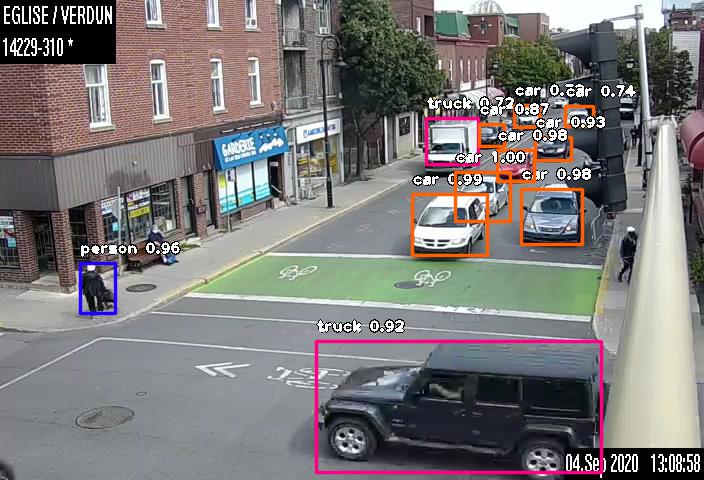 EGLISE / VERDUN
14229-310 *
car 0.74
truck 0.72
car 0.87
car 0.93
car 0.98
car 1.00
car 0.99
car 0.98
GARDERIE
person 0.96
truck 0.92
04.Sep 2020 13:08:58